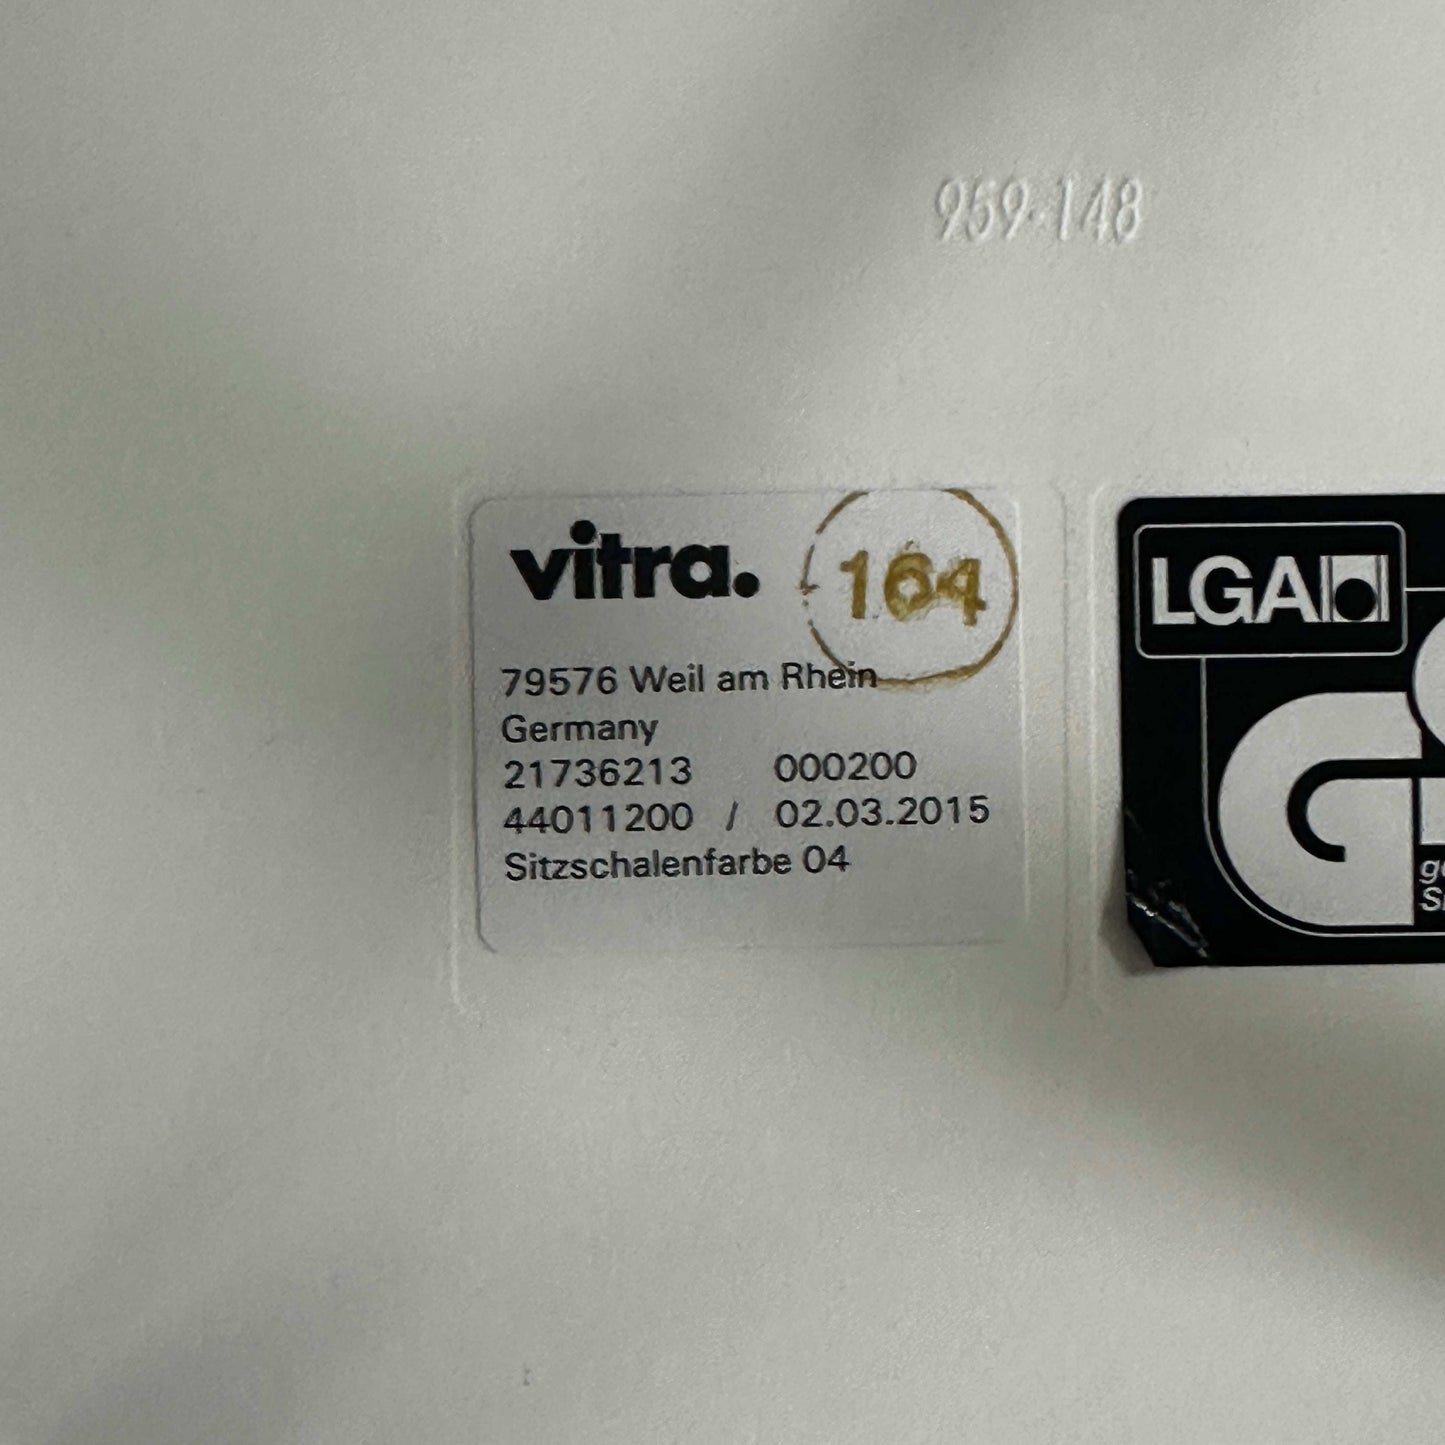 959-148
vitra.
164
79576 Weil am Rhein
Germany
21736213 000200
44011200 / 02.03.2015
Sitzschalenfarbe 04
LGA